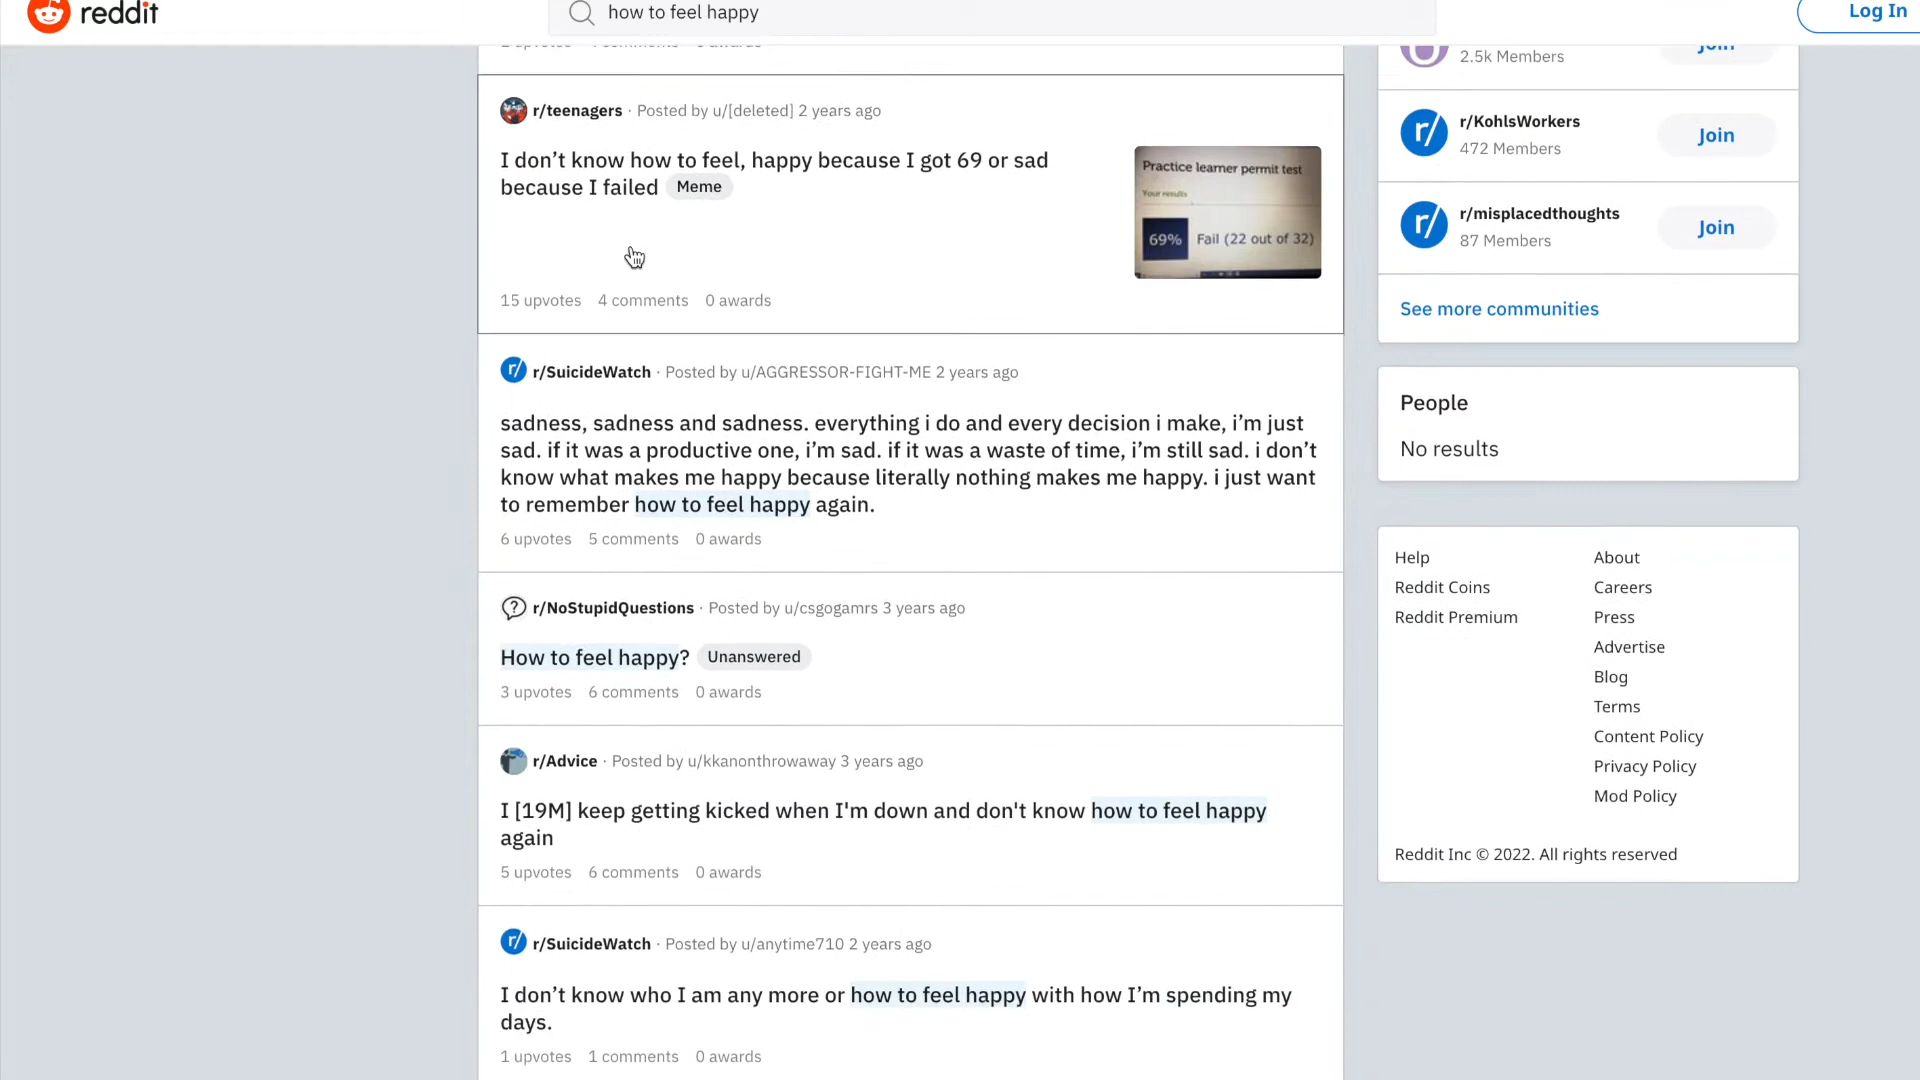 reddit
how to feel happy
Log In
r/teenagers · Posted by u/[deleted] 2 years ago
I don’t know how to feel, happy because I got 69 or sad
because I failed Meme
Practice learner permit test
Your results
69% Fail (22 out of 32)
15 upvotes 4 comments 0 awards
r/SuicideWatch · Posted by u/AGGRESSOR-FIGHT-ME 2 years ago
sadness, sadness and sadness. everything i do and every decision i make, i’m just
sad. if it was a productive one, i’m sad. if it was a waste of time, i’m still sad. i don’t
know what makes me happy because literally nothing makes me happy. i just want
to remember how to feel happy again.
6 upvotes 5 comments 0 awards
r/NoStupidQuestions · Posted by u/csgogamrs 3 years ago
How to feel happy? Unanswered
3 upvotes 6 comments 0 awards
r/Advice · Posted by u/kkanonthrowaway 3 years ago
I [19M] keep getting kicked when I'm down and don't know how to feel happy
again
5 upvotes 6 comments 0 awards
r/SuicideWatch · Posted by u/anytime710 2 years ago
I don’t know who I am any more or how to feel happy with how I’m spending my
days.
1 upvotes 1 comments 0 awards
2.5k Members
Join
r/KohlsWorkers
472 Members
Join
r/misplacedthoughts
87 Members
Join
See more communities
People
No results
Help
Reddit Coins
Reddit Premium
About
Careers
Press
Advertise
Blog
Terms
Content Policy
Privacy Policy
Mod Policy
Reddit Inc © 2022. All rights reserved